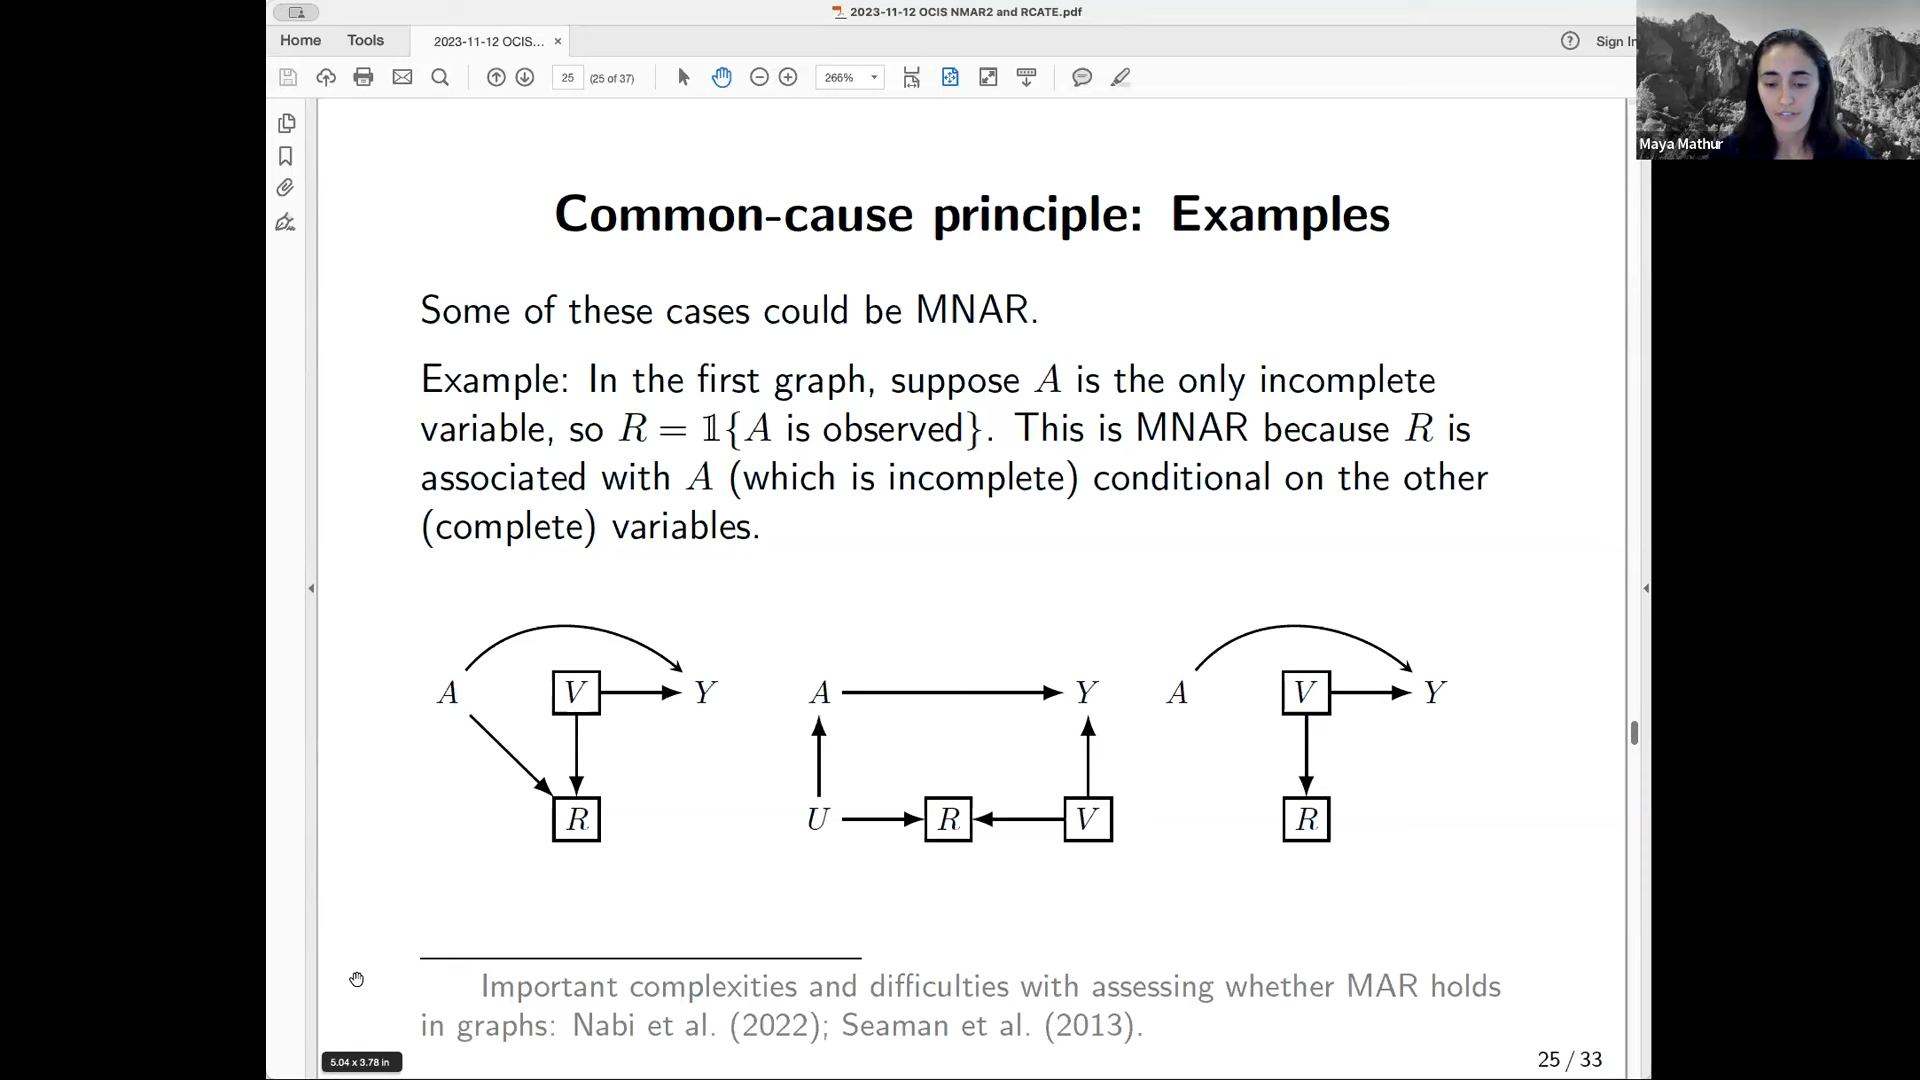 2023-11-12 OCIS NMAR2 and RCATE.pdf
Home Tools 2023-11-12 OCIS... × Sign In
25 (25 of 37) 266%
Maya Mathur
Common-cause principle: Examples
Some of these cases could be MNAR.
Example: In the first graph, suppose A is the only incomplete
variable, so R = 𝟙{A is observed}. This is MNAR because R is
associated with A (which is incomplete) conditional on the other
(complete) variables.
A V Y A Y A V Y
R U R V R
Important complexities and difficulties with assessing whether MAR holds
in graphs: Nabi et al. (2022); Seaman et al. (2013).
5.04 x 3.78 in
25 / 33